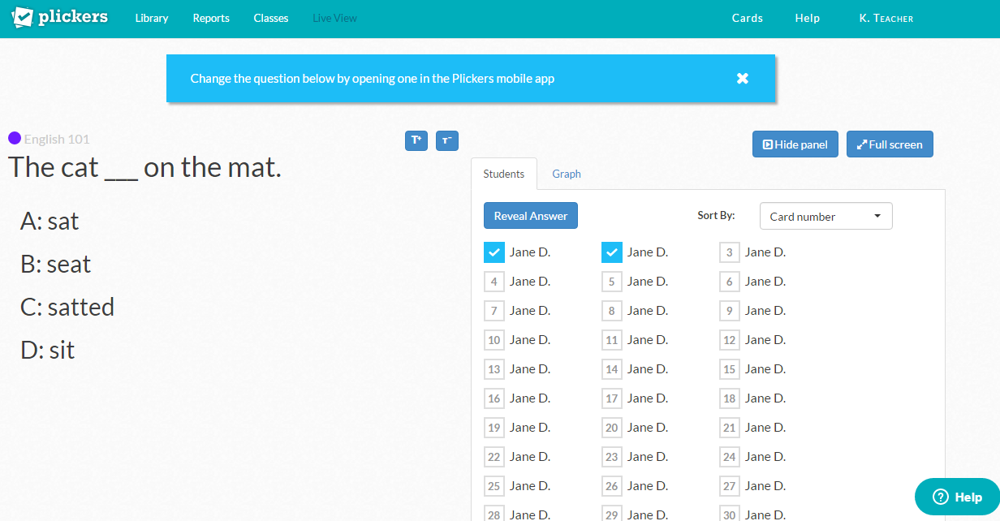 plickers Library Reports Classes Live View Cards Help K. Teacher
Change the question below by opening one in the Plickers mobile app
English 101
T+ T-
Hide panel Full screen
The cat ___ on the mat.
A: sat
B: seat
C: satted
D: sit
Students Graph
Reveal Answer Sort By: Card number
Jane D. Jane D. 3 Jane D.
4 Jane D. 5 Jane D. 6 Jane D.
7 Jane D. 8 Jane D. 9 Jane D.
10 Jane D. 11 Jane D. 12 Jane D.
13 Jane D. 14 Jane D. 15 Jane D.
16 Jane D. 17 Jane D. 18 Jane D.
19 Jane D. 20 Jane D. 21 Jane D.
22 Jane D. 23 Jane D. 24 Jane D.
25 Jane D. 26 Jane D. 27 Jane D.
28 Jane D. 29 Jane D. 30 Jane D.
? Help